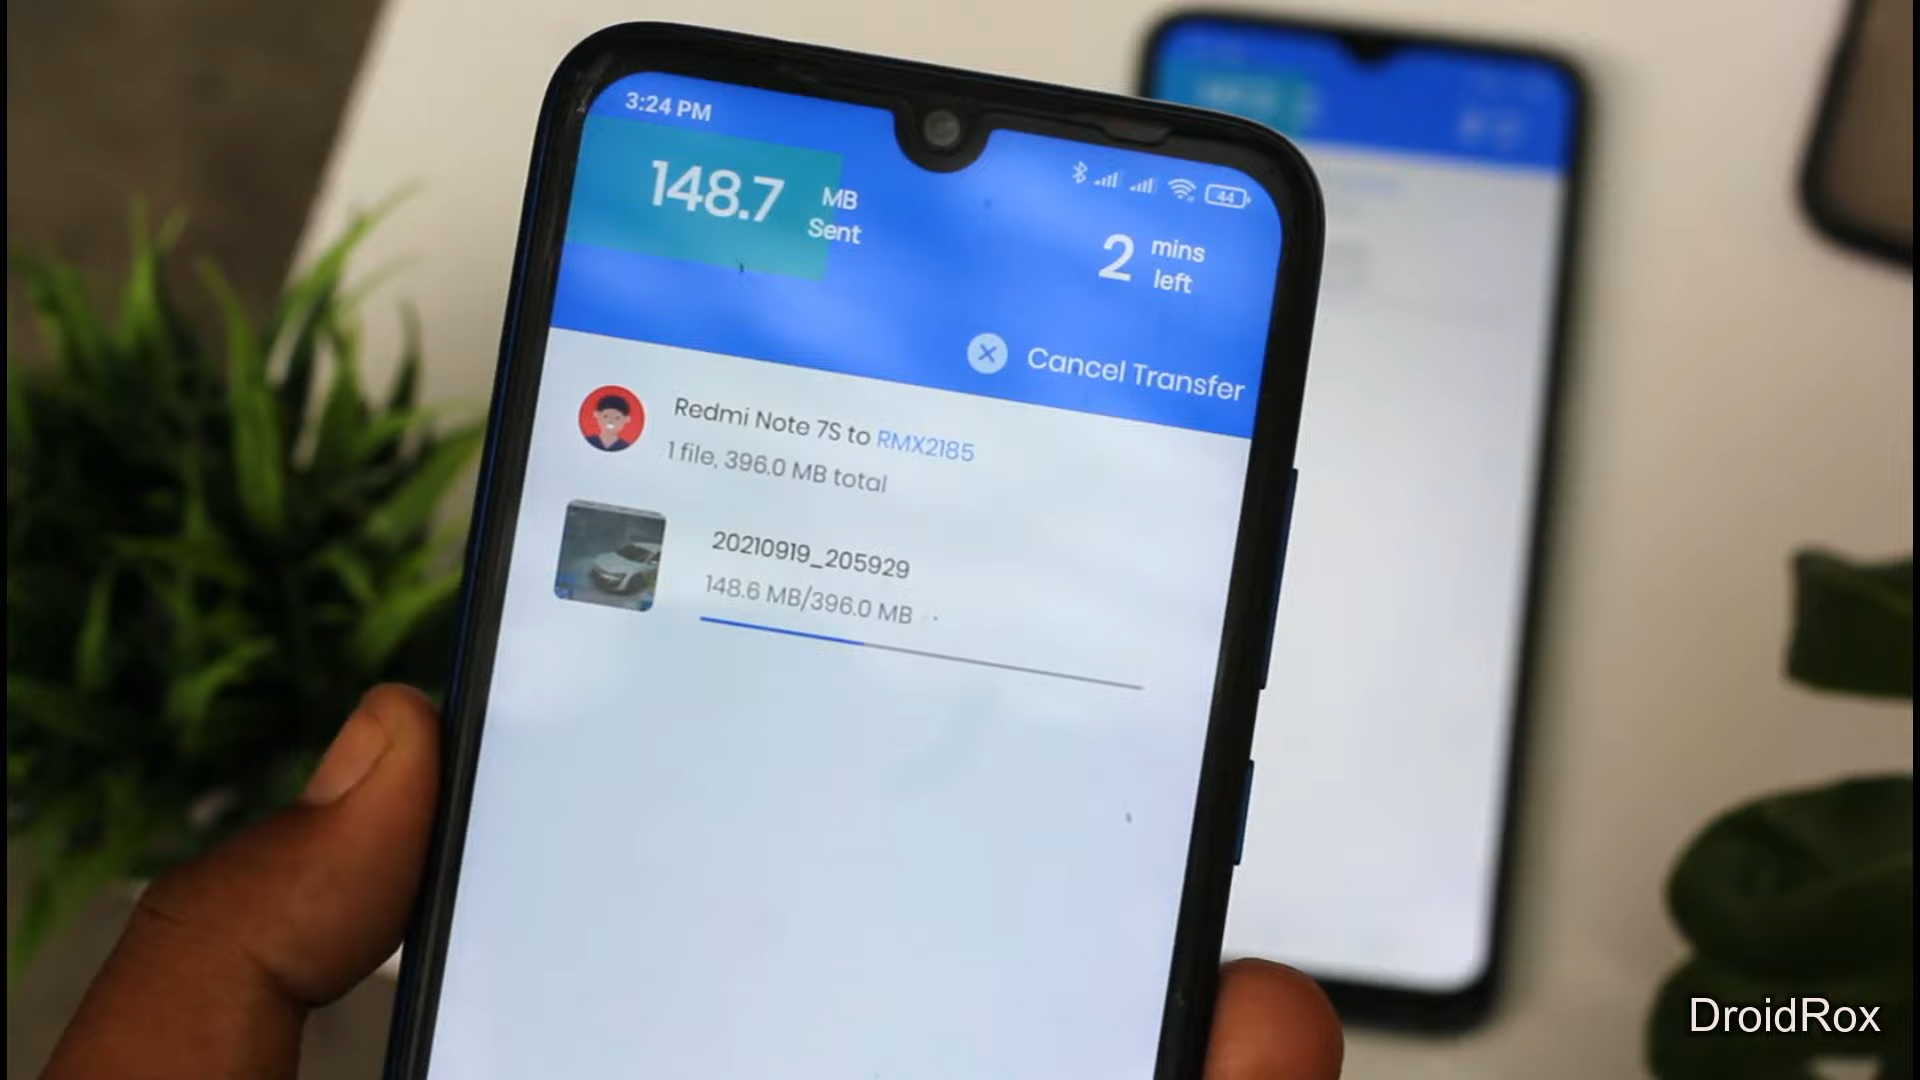 3:24 PM
44
148.7 MB Sent
2 mins left
Cancel Transfer
Redmi Note 7S to RMX2185
1 file, 396.0 MB total
20210919_205929
148.6 MB/396.0 MB
DroidRox